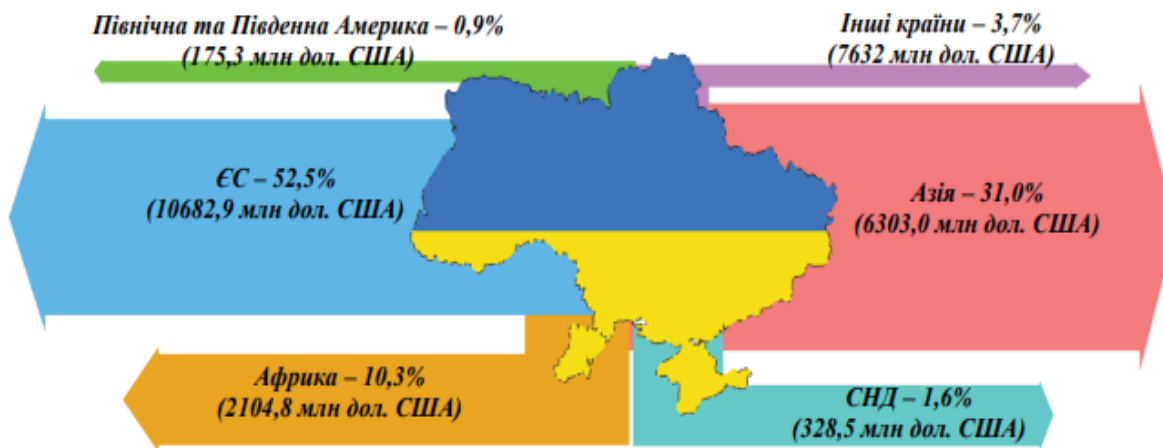 Північна та Південна Америка – 0,9%
(175,3 млн дол. США)
Інші країни – 3,7%
(7632 млн дол. США)
ЄС – 52,5%
(10682,9 млн дол. США)
Азія – 31,0%
(6303,0 млн дол. США)
Африка – 10,3%
(2104,8 млн дол. США)
СНД – 1,6%
(328,5 млн дол. США)